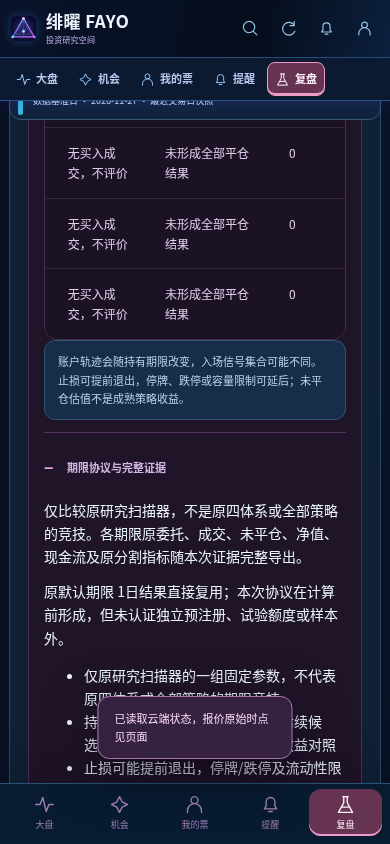 绯曜 FAYO
投资研究空间
大盘
机会
我的票
提醒
复盘
无买入成
交，不评价
未形成全部平仓
结果
0
无买入成
交，不评价
未形成全部平仓
结果
0
无买入成
交，不评价
未形成全部平仓
结果
0
账户轨迹会随持有期限改变，入场信号集合可能不同。
止损可提前退出，停牌、跌停或容量限制可延后；未平
仓估值不是成熟策略收益。
期限协议与完整证据
仅比较原研究扫描器，不是原四体系或全部策略
的竞技。各期限原委托、成交、未平仓、净值、
现金流及原分割指标随本次证据完整导出。
原默认期限 1日结果直接复用；本次协议在计算
前形成，但未认证独立预注册、试验额度或样本
外。
仅原研究扫描器的一组固定参数，不代表
持
续候
选
益对照
止损可能提前退出，停牌/跌停及流动性限
已读取云端状态，报价原始时点
见页面
大盘
机会
我的票
提醒
复盘